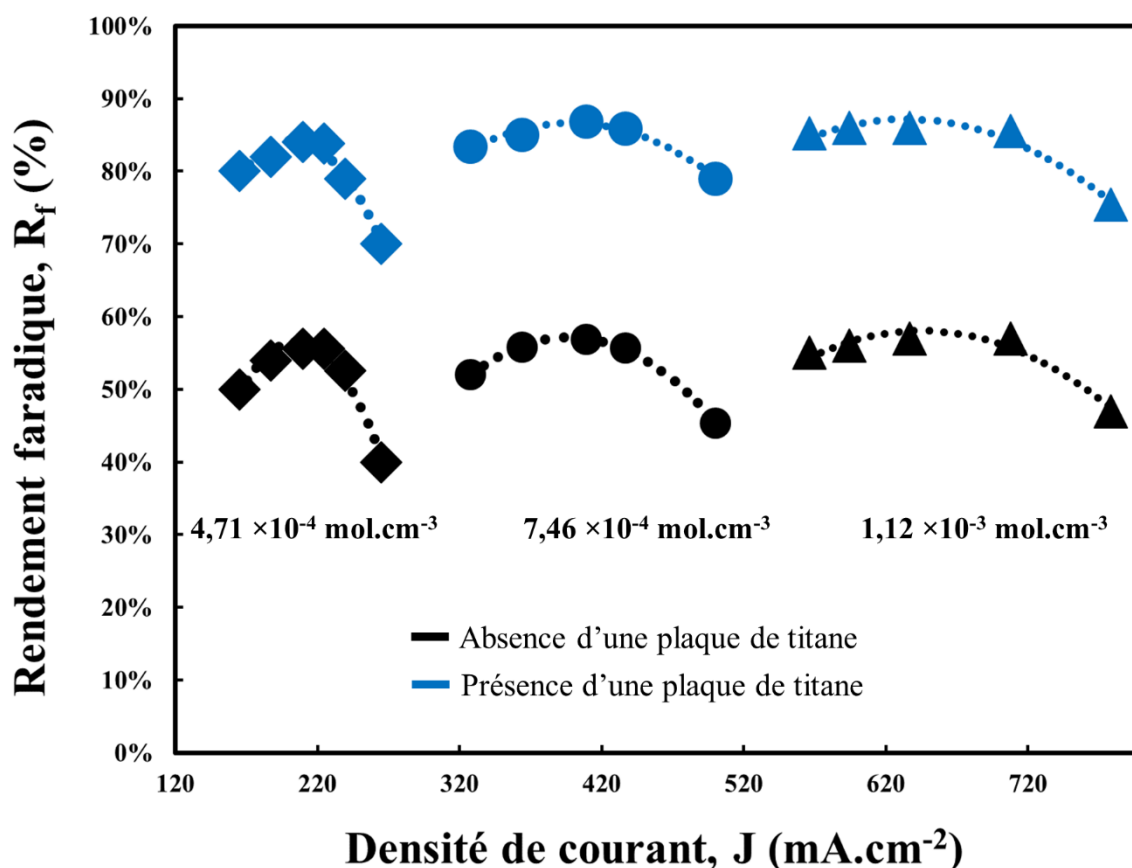 Rendement faradique, R_f (%)
100%
90%
80%
70%
60%
50%
40%
30%
20%
10%
0%
4,71 ×10⁻⁴ mol.cm⁻³
7,46 ×10⁻⁴ mol.cm⁻³
1,12 ×10⁻³ mol.cm⁻³
Absence d’une plaque de titane
Présence d’une plaque de titane
120 220 320 420 520 620 720
Densité de courant, J (mA.cm⁻²)